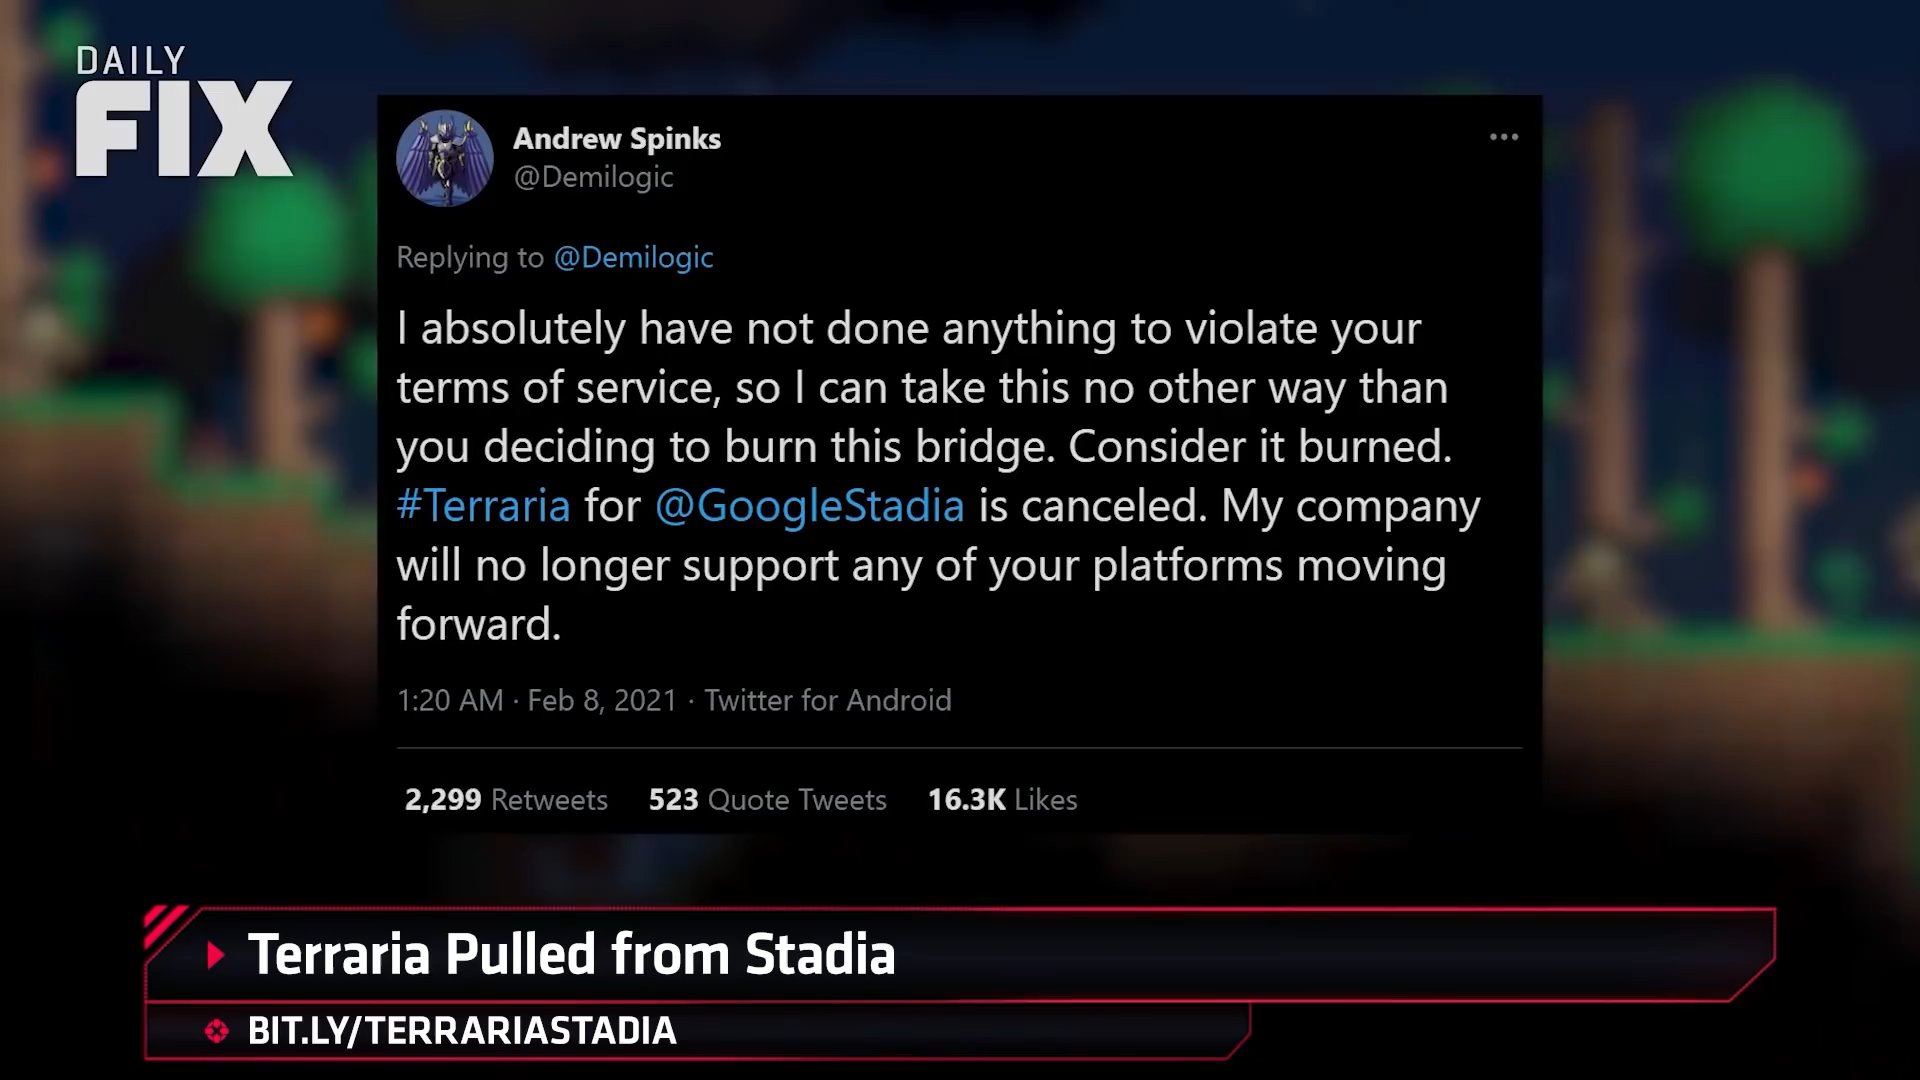 DAILY
FIX
Andrew Spinks
@Demilogic
Replying to @Demilogic
I absolutely have not done anything to violate your
terms of service, so I can take this no other way than
you deciding to burn this bridge. Consider it burned.
#Terraria for @GoogleStadia is canceled. My company
will no longer support any of your platforms moving
forward.
1:20 AM · Feb 8, 2021 · Twitter for Android
2,299 Retweets 523 Quote Tweets 16.3K Likes
Terraria Pulled from Stadia
BIT.LY/TERRARIASTADIA